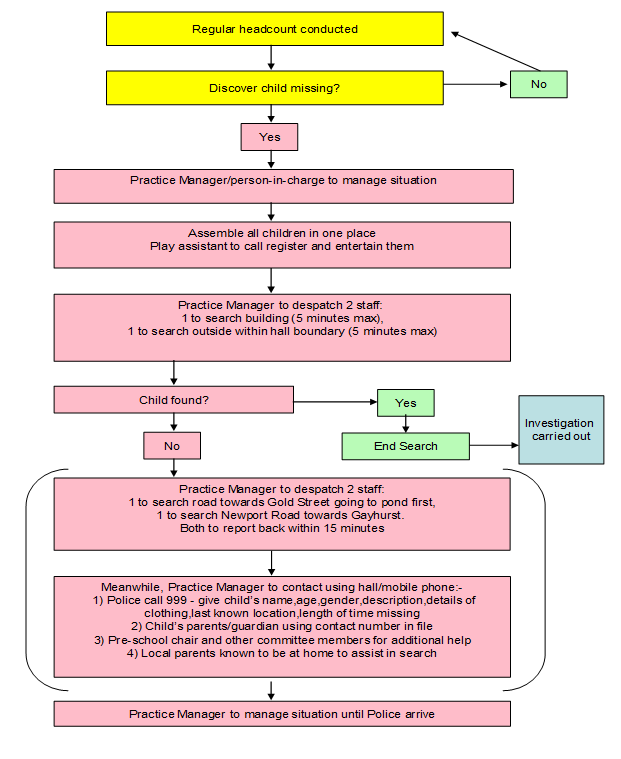 Regular headcount conducted
Discover child missing?
No
Yes
Practice Manager/person-in-charge to manage situation
Assemble all children in one place
Play assistant to call register and entertain them
Practice Manager to despatch 2 staff:
1 to search building (5 minutes max),
1 to search outside within hall boundary (5 minutes max)
Child found?
Yes
No
End Search
Investigation
carried out
Practice Manager to despatch 2 staff:
1 to search road towards Gold Street going to pond first,
1 to search Newport Road towards Gayhurst.
Both to report back within 15 minutes
Meanwhile, Practice Manager to contact using hall/mobile phone:-
1) Police call 999 - give child's name,age,gender,description,details of
clothing,last known location,length of time missing
2) Child's parents/guardian using contact number in file
3) Pre-school chair and other committee members for additional help
4) Local parents known to be at home to assist in search
Practice Manager to manage situation until Police arrive